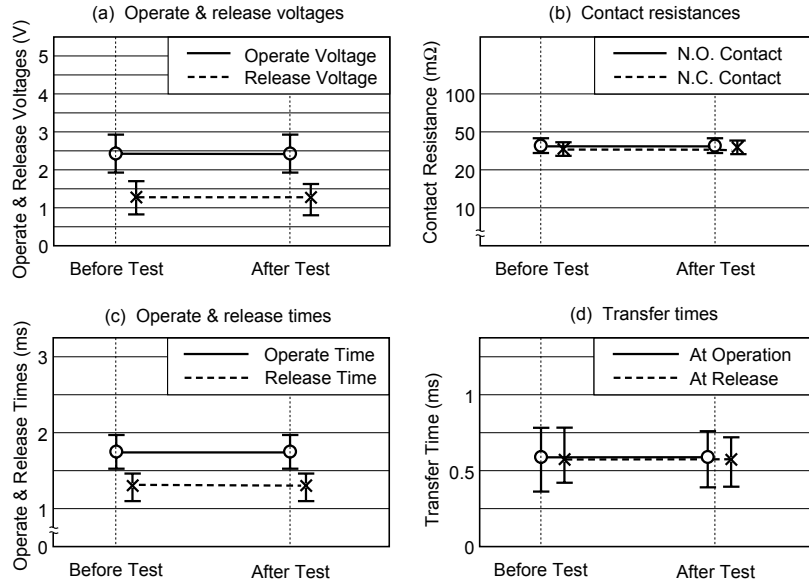 (a) Operate & release voltages
Operate & Release Voltages (V)
5
4
3
2
1
0
Operate Voltage
Release Voltage
Before Test
After Test
(b) Contact resistances
Contact Resistance (mΩ)
100
50
20
10
N.O. Contact
N.C. Contact
Before Test
After Test
(c) Operate & release times
Operate & Release Times (ms)
3
2
1
0
Operate Time
Release Time
Before Test
After Test
(d) Transfer times
Transfer Time (ms)
1
0.5
0
At Operation
At Release
Before Test
After Test